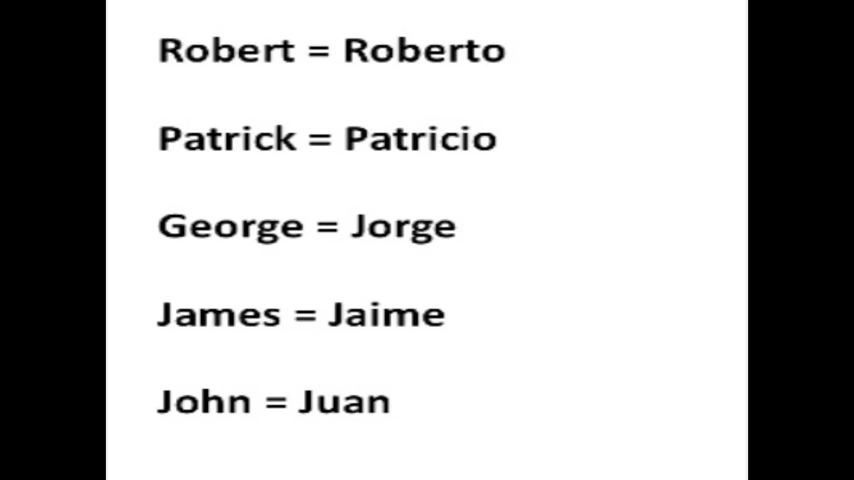 Robert = Roberto
Patrick = Patricio
George = Jorge
James = Jaime
John = Juan